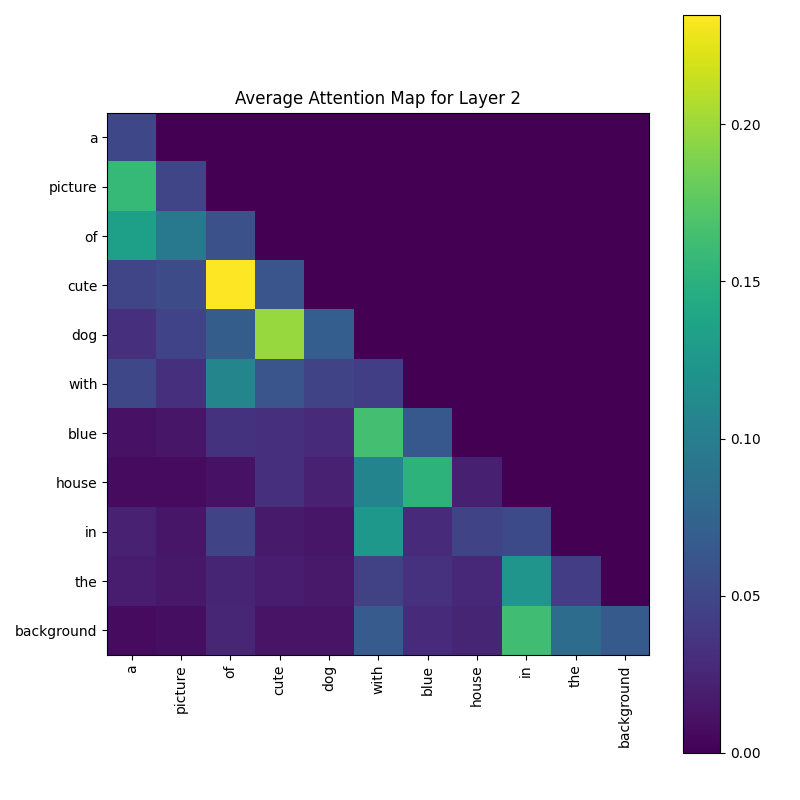 Average Attention Map for Layer 2
a
picture
of
cute
dog
with
blue
house
in
the
background
a
picture
of
cute
dog
with
blue
house
in
the
background
0.20
0.15
0.10
0.05
0.00